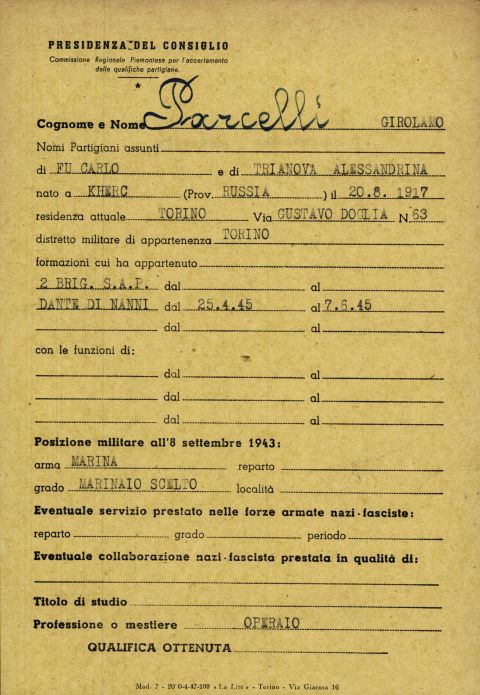 PRESIDENZA DEL CONSIGLIO
Commissione Regionale Piemontese per l'accertamento
delle qualifiche partigiane.
Cognome e Nome Parcelli GIROLAMO
Nomi Partigiani assunti
di FU CARLO e di TRIANOVA ALESSANDRINA
nato a KHERC (Prov. RUSSIA ) il 20.8. 1917
residenza attuale TORINO Via GUSTAVO DOGLIA N. 63
distretto militare di appartenenza TORINO
formazioni cui ha appartenuto
2 BRIG. S.A.P. dal al
DANTE DI NANNI dal 25.4.45 al 7.6.45
dal al
con le funzioni di:
dal al
dal al
dal al
Posizione militare all'8 settembre 1943:
arma MARINA reparto
grado MARINAIO SCELTO località
Eventuale servizio prestato nelle forze armate nazi-fasciste:
reparto grado periodo
Eventuale collaborazione nazi-fascista prestata in qualità di:
Titolo di studio
Professione o mestiere OPERAIO
QUALIFICA OTTENUTA
Mod. 7 - 20'0-4-47-100 « La Lito » - Torino - Via Giacosa 16